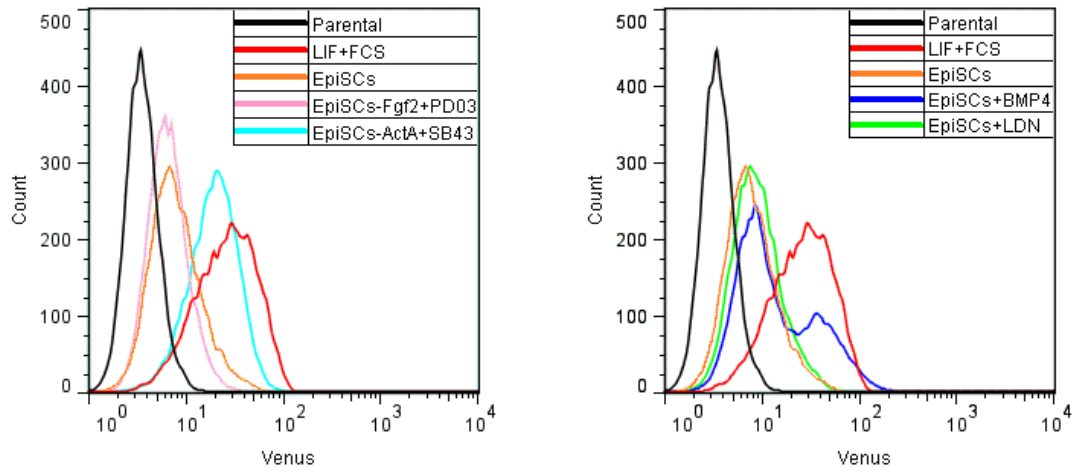 500
400
300
200
100
0
Count
10^0
10^1
10^2
10^3
10^4
Venus
Parental
LIF+FCS
EpiSCs
EpiSCs-Fgf2+PD03
EpiSCs-ActA+SB43
500
400
300
200
100
0
Count
10^0
10^1
10^2
10^3
10^4
Venus
Parental
LIF+FCS
EpiSCs
EpiSCs+BMP4
EpiSCs+LDN